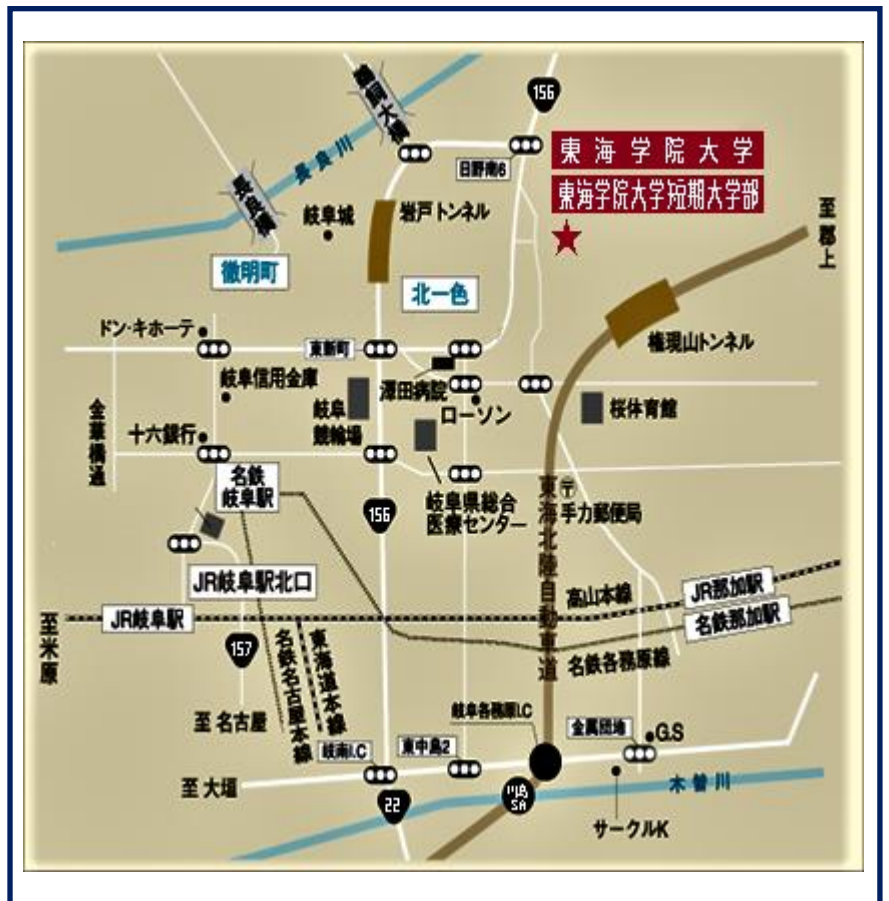 鵜飼大橋
156
長良川
日野南6
東海学院大学
東海学院大学短期大学部
長良橋
岐阜城
岩戸トンネル
至郡上
徹明町
北一色
ドン・キホーテ
東新町
権現山トンネル
岐阜信用金庫
澤田病院
金華橋通
岐阜
競輪場
ローソン
桜体育館
十六銀行
名鉄
岐阜駅
156
岐阜県総合
医療センター
東海北陸自動車道
〒
手力郵便局
JR岐阜駅北口
高山本線
JR那加駅
至米原
JR岐阜駅
名鉄那加駅
157
名鉄名古屋本線
東海道本線
名鉄各務原線
至 名古屋
岐阜各務原I.C
岐南I.C
東中島2
金属団地
G.S
至 大垣
22
川島
SA
木曽川
サークルK